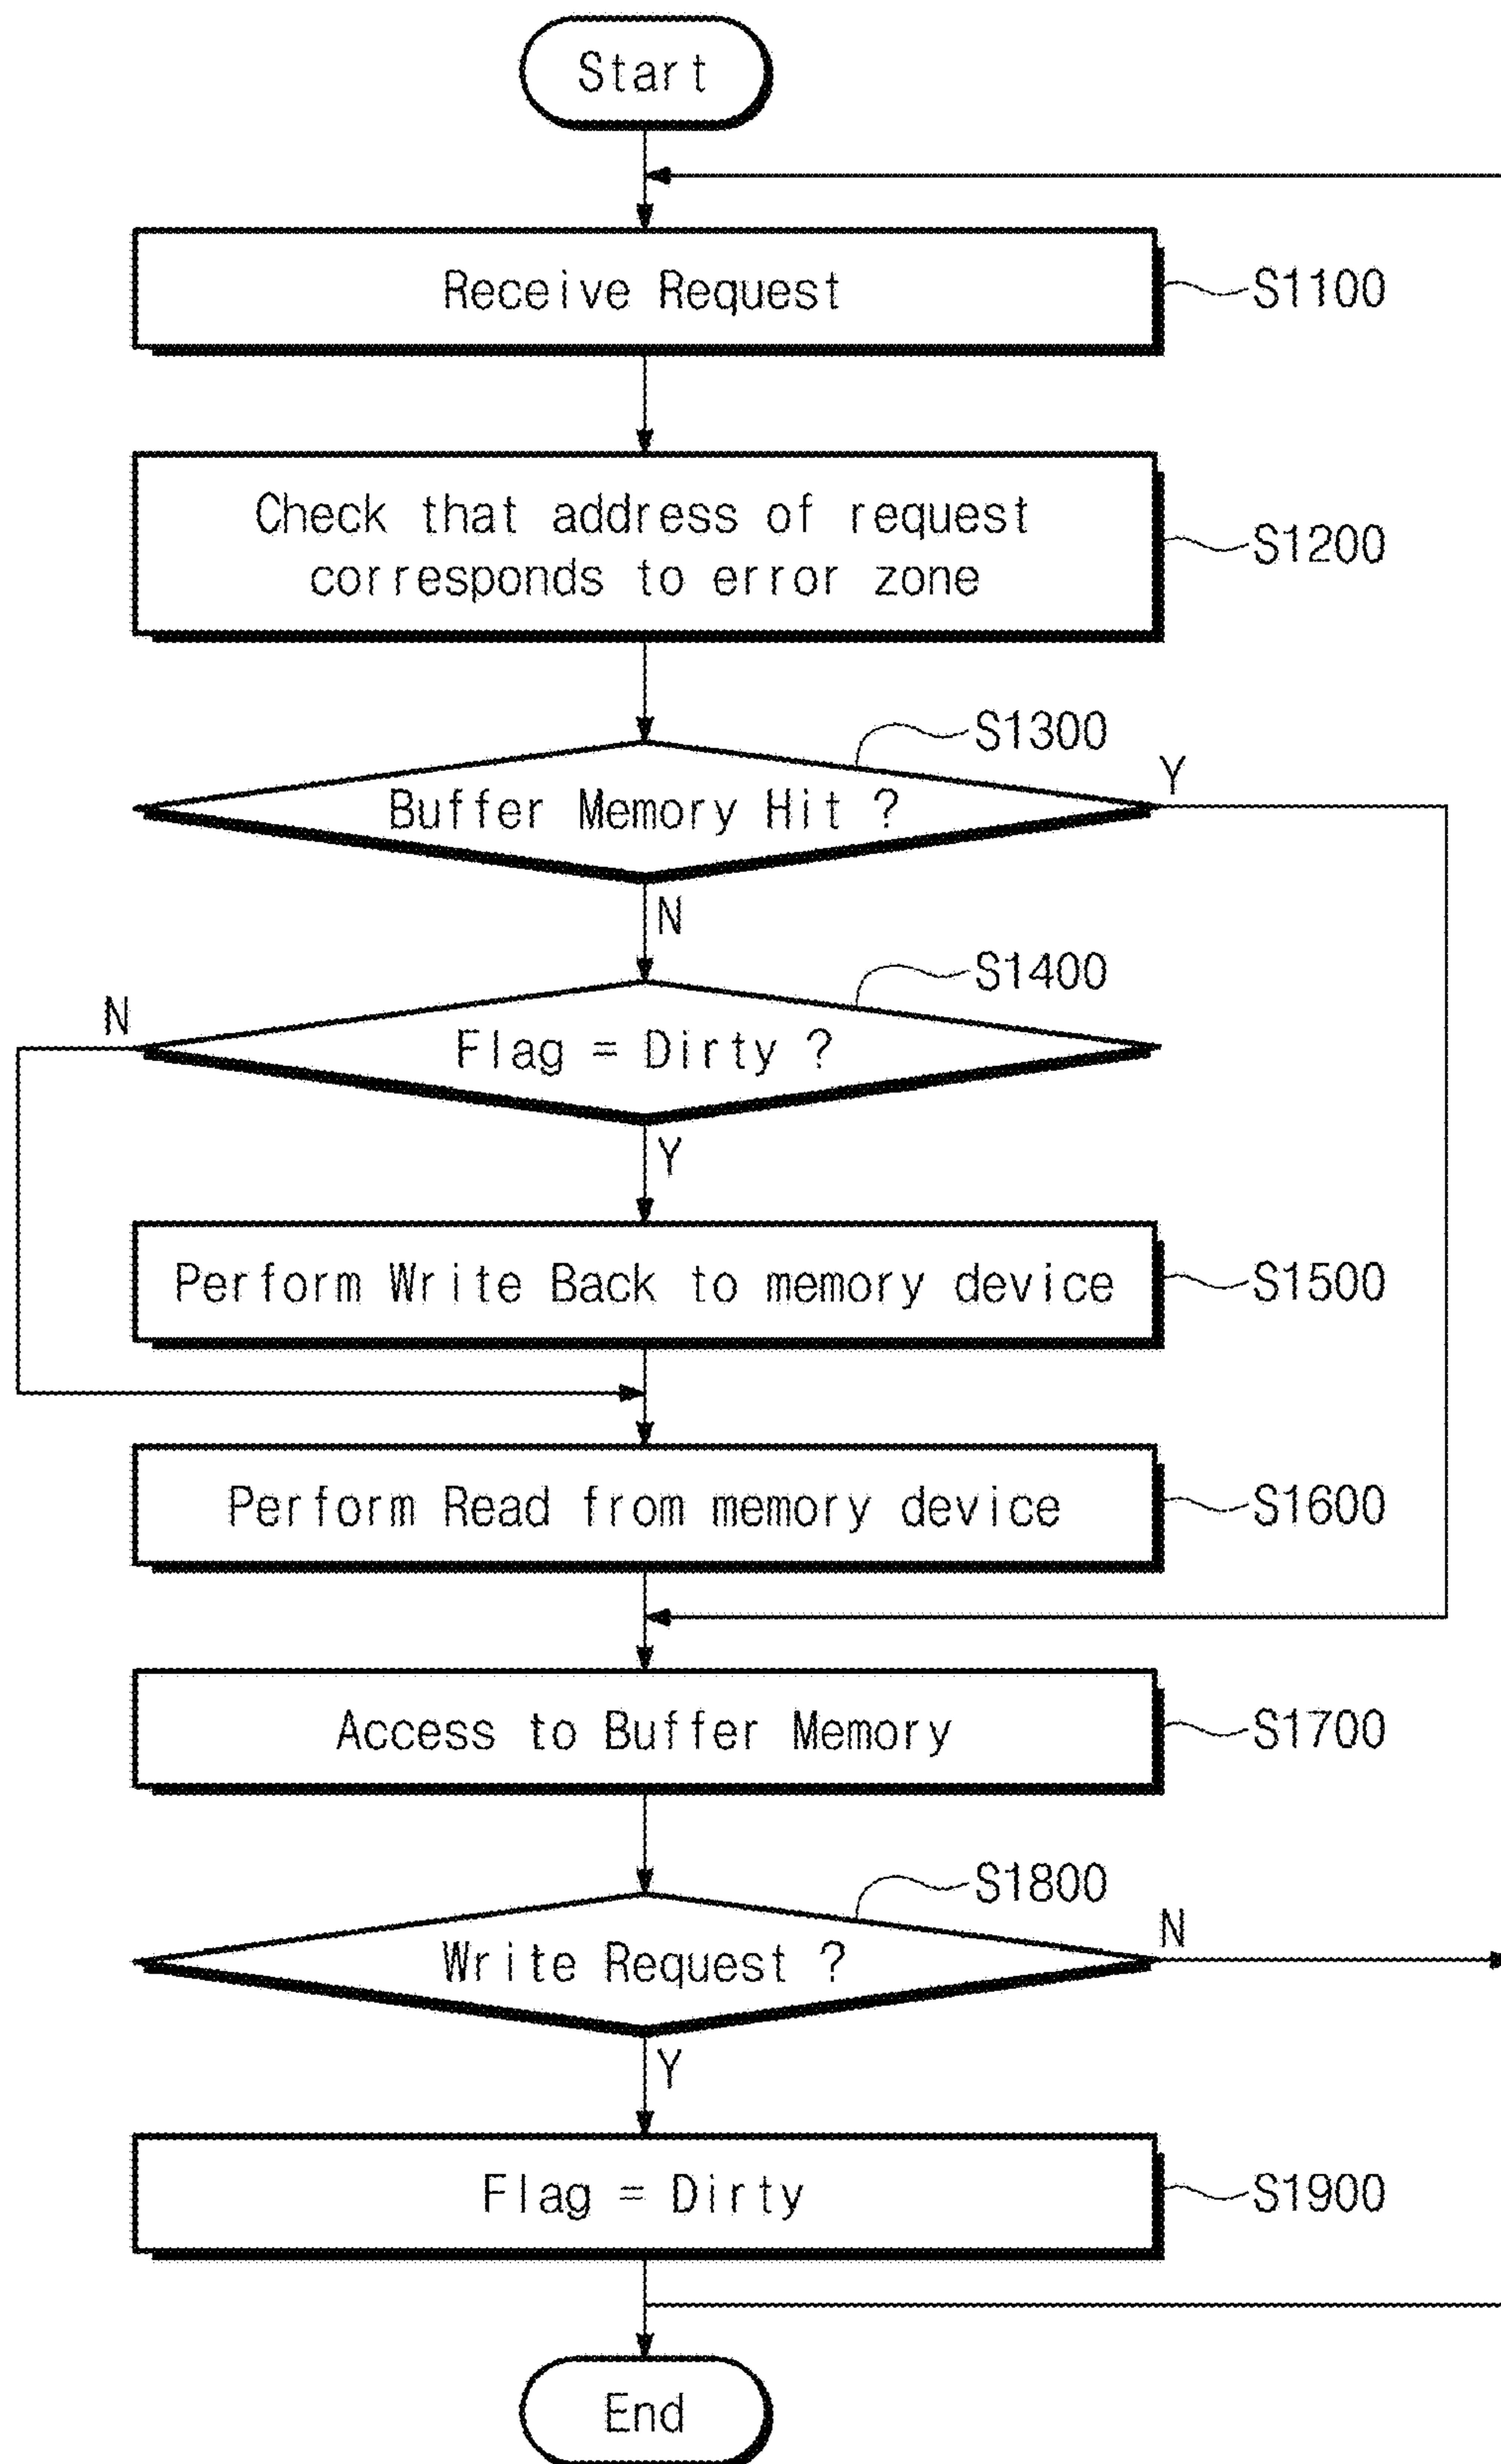 Start
Receive Request
S1100
Check that address of request
corresponds to error zone
S1200
S1300
Buffer Memory Hit ?
Y
N
S1400
N
Flag = Dirty ?
Y
Perform Write Back to memory device
S1500
Perform Read from memory device
S1600
Access to Buffer Memory
S1700
S1800
Write Request ?
N
Y
Flag = Dirty
S1900
End